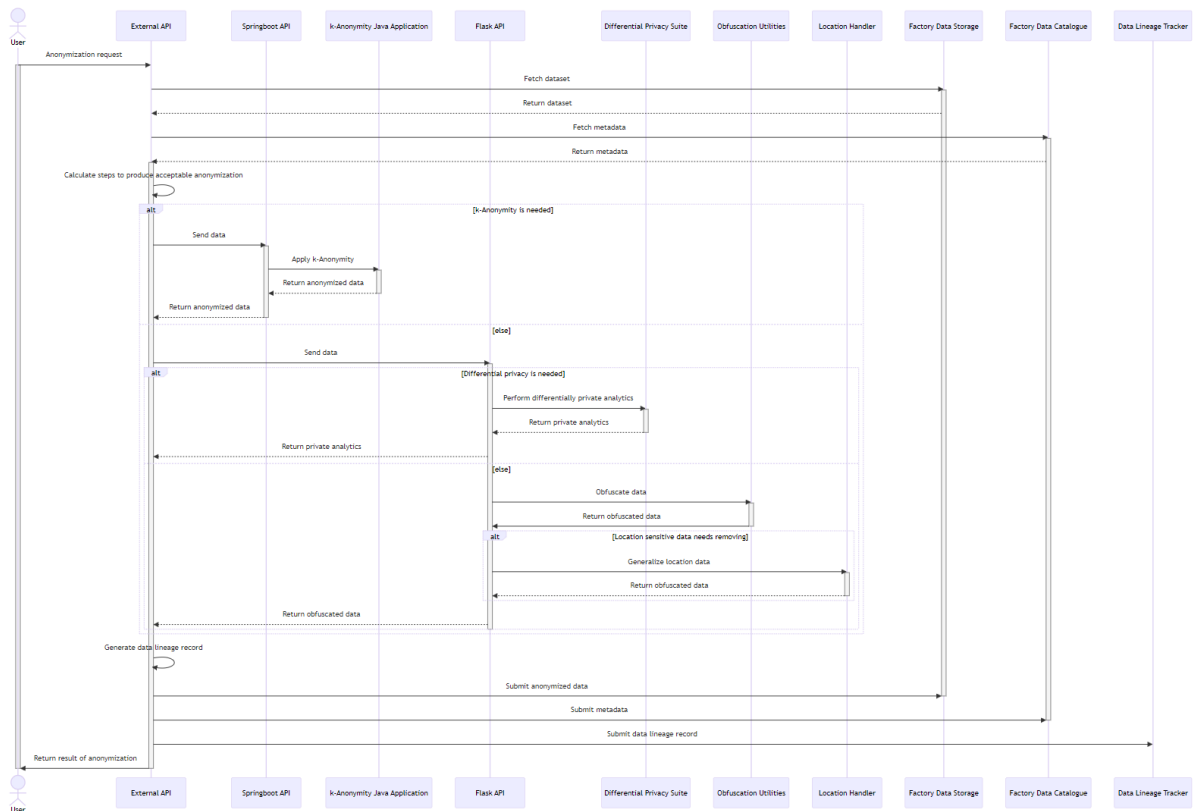 User
External API
Springboot API
k-Anonymity Java Application
Flask API
Differential Privacy Suite
Obfuscation Utilities
Location Handler
Factory Data Storage
Factory Data Catalogue
Data Lineage Tracker
Anonymization request
Fetch dataset
Return dataset
Fetch metadata
Return metadata
Calculate steps to produce acceptable anonymization
alt
[k-Anonymity is needed]
Send data
Apply k-Anonymity
Return anonymized data
Return anonymized data
[else]
Send data
alt
[Differential privacy is needed]
Perform differentially private analytics
Return private analytics
Return private analytics
[else]
Obfuscate data
Return obfuscated data
alt
[Location sensitive data needs removing]
Generalize location data
Return obfuscated data
Return obfuscated data
Generate data lineage record
Submit anonymized data
Submit metadata
Submit data lineage record
Return result of anonymization
User
External API
Springboot API
k-Anonymity Java Application
Flask API
Differential Privacy Suite
Obfuscation Utilities
Location Handler
Factory Data Storage
Factory Data Catalogue
Data Lineage Tracker